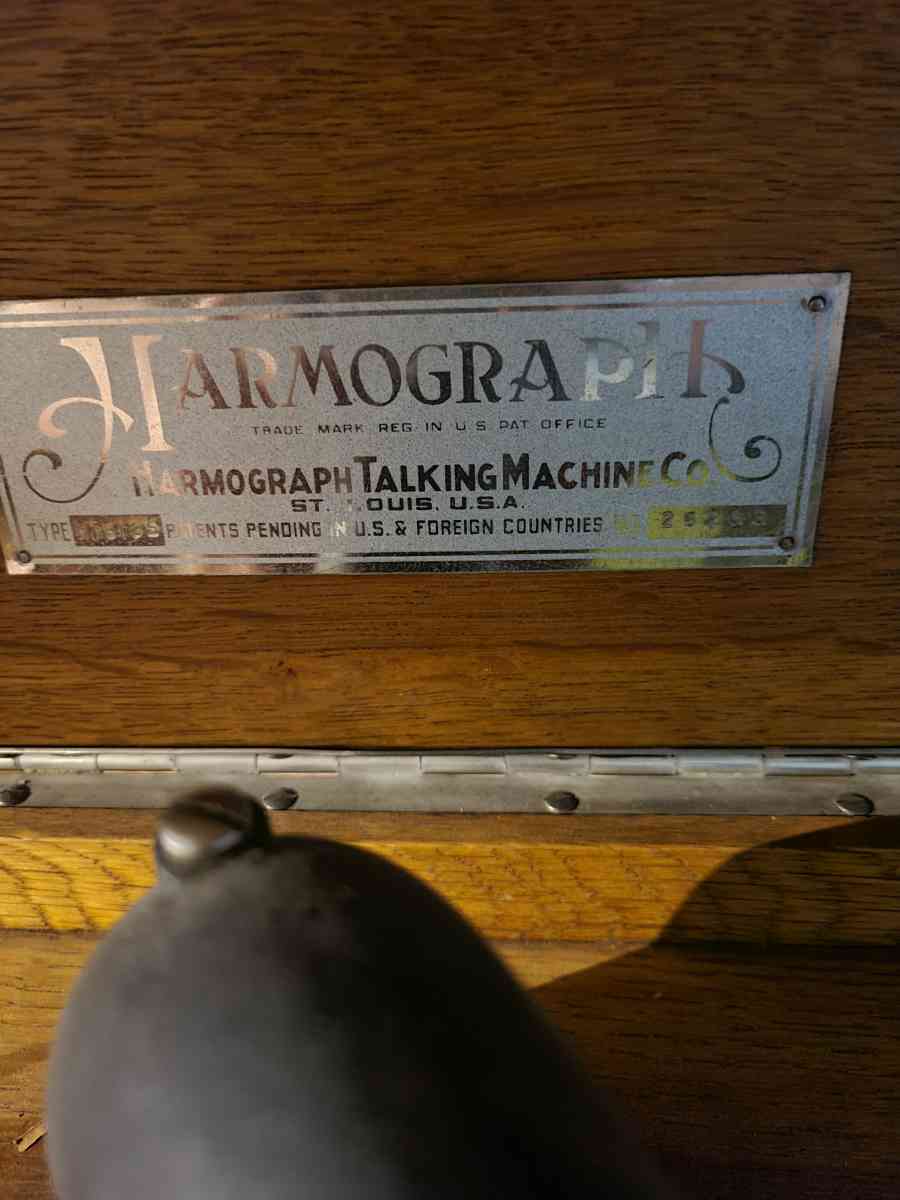 HARMOGRAPH
TRADE MARK REG. IN U.S. PAT. OFFICE
HARMOGRAPH TALKING MACHINE CO.
ST. LOUIS, U.S.A.
TYPE PATENTS PENDING IN U.S. & FOREIGN COUNTRIES NO.